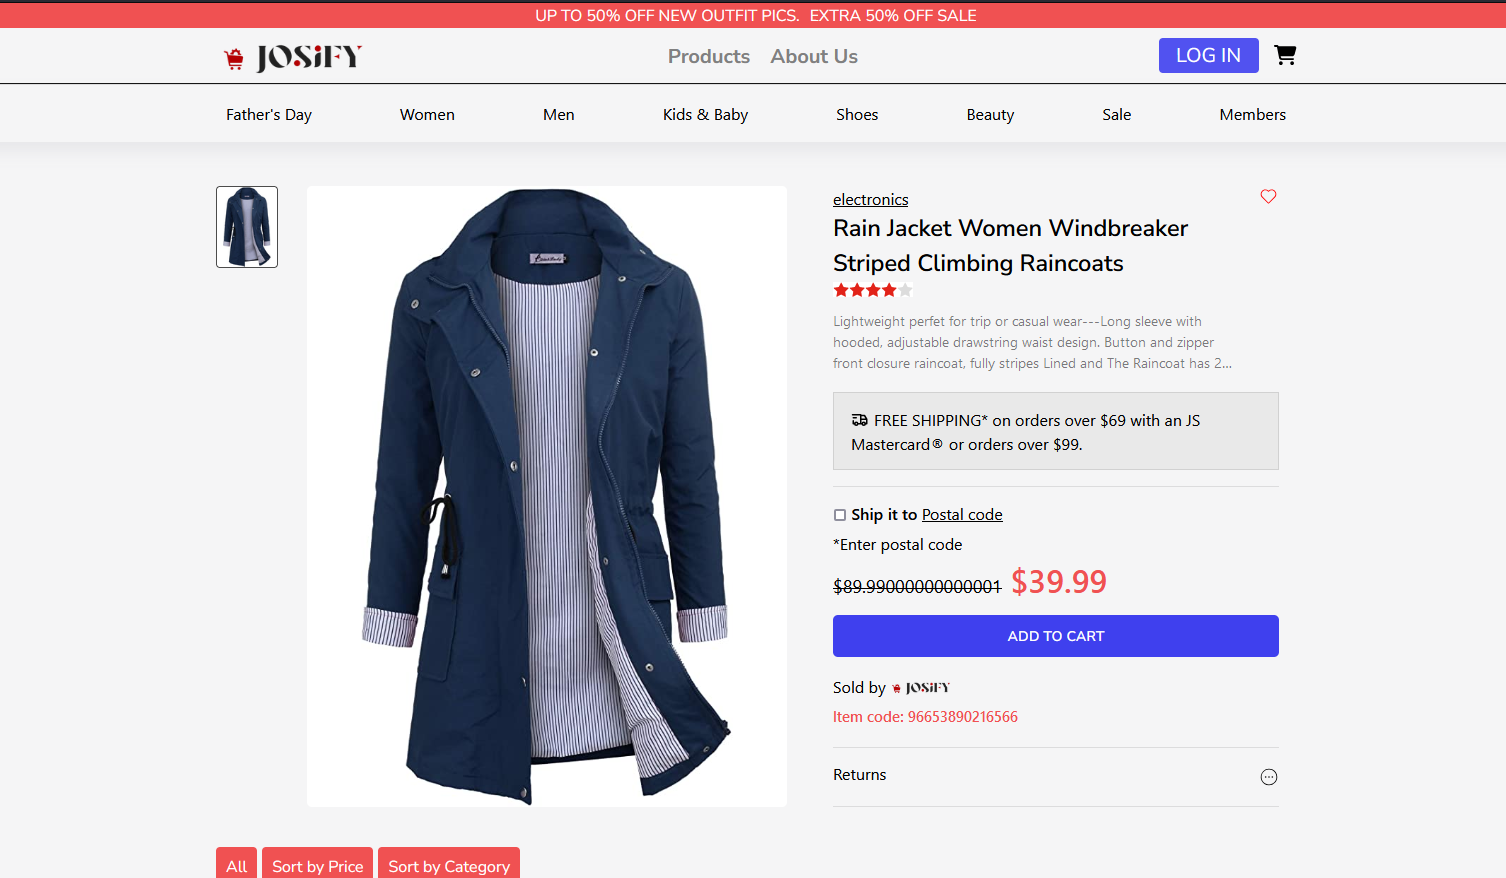 UP TO 50% OFF NEW OUTFIT PICS. EXTRA 50% OFF SALE
JOSiFY
Products About Us
LOG IN
Father's Day Women Men Kids & Baby Shoes Beauty Sale Members
electronics
Rain Jacket Women Windbreaker
Striped Climbing Raincoats
Lightweight perfet for trip or casual wear---Long sleeve with
hooded, adjustable drawstring waist design. Button and zipper
front closure raincoat, fully stripes Lined and The Raincoat has 2...
FREE SHIPPING* on orders over $69 with an JS
Mastercard® or orders over $99.
Ship it to Postal code
*Enter postal code
$89.99000000000001 $39.99
ADD TO CART
Sold by JOSiFY
Item code: 96653890216566
Returns
All Sort by Price Sort by Category